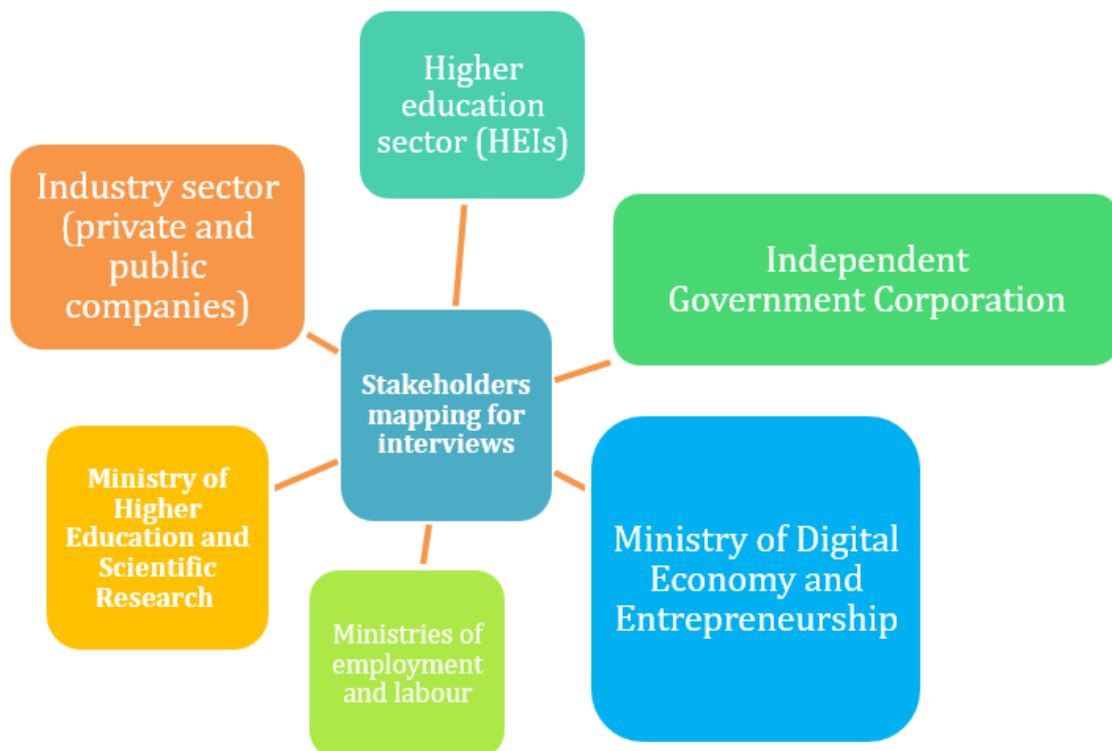 Higher
education
sector (HEIs)
Industry sector
(private and
public
companies)
Independent
Government Corporation
Stakeholders
mapping for
interviews
Ministry of
Higher
Education and
Scientific
Research
Ministry of Digital
Economy and
Entrepreneurship
Ministries of
employment
and labour